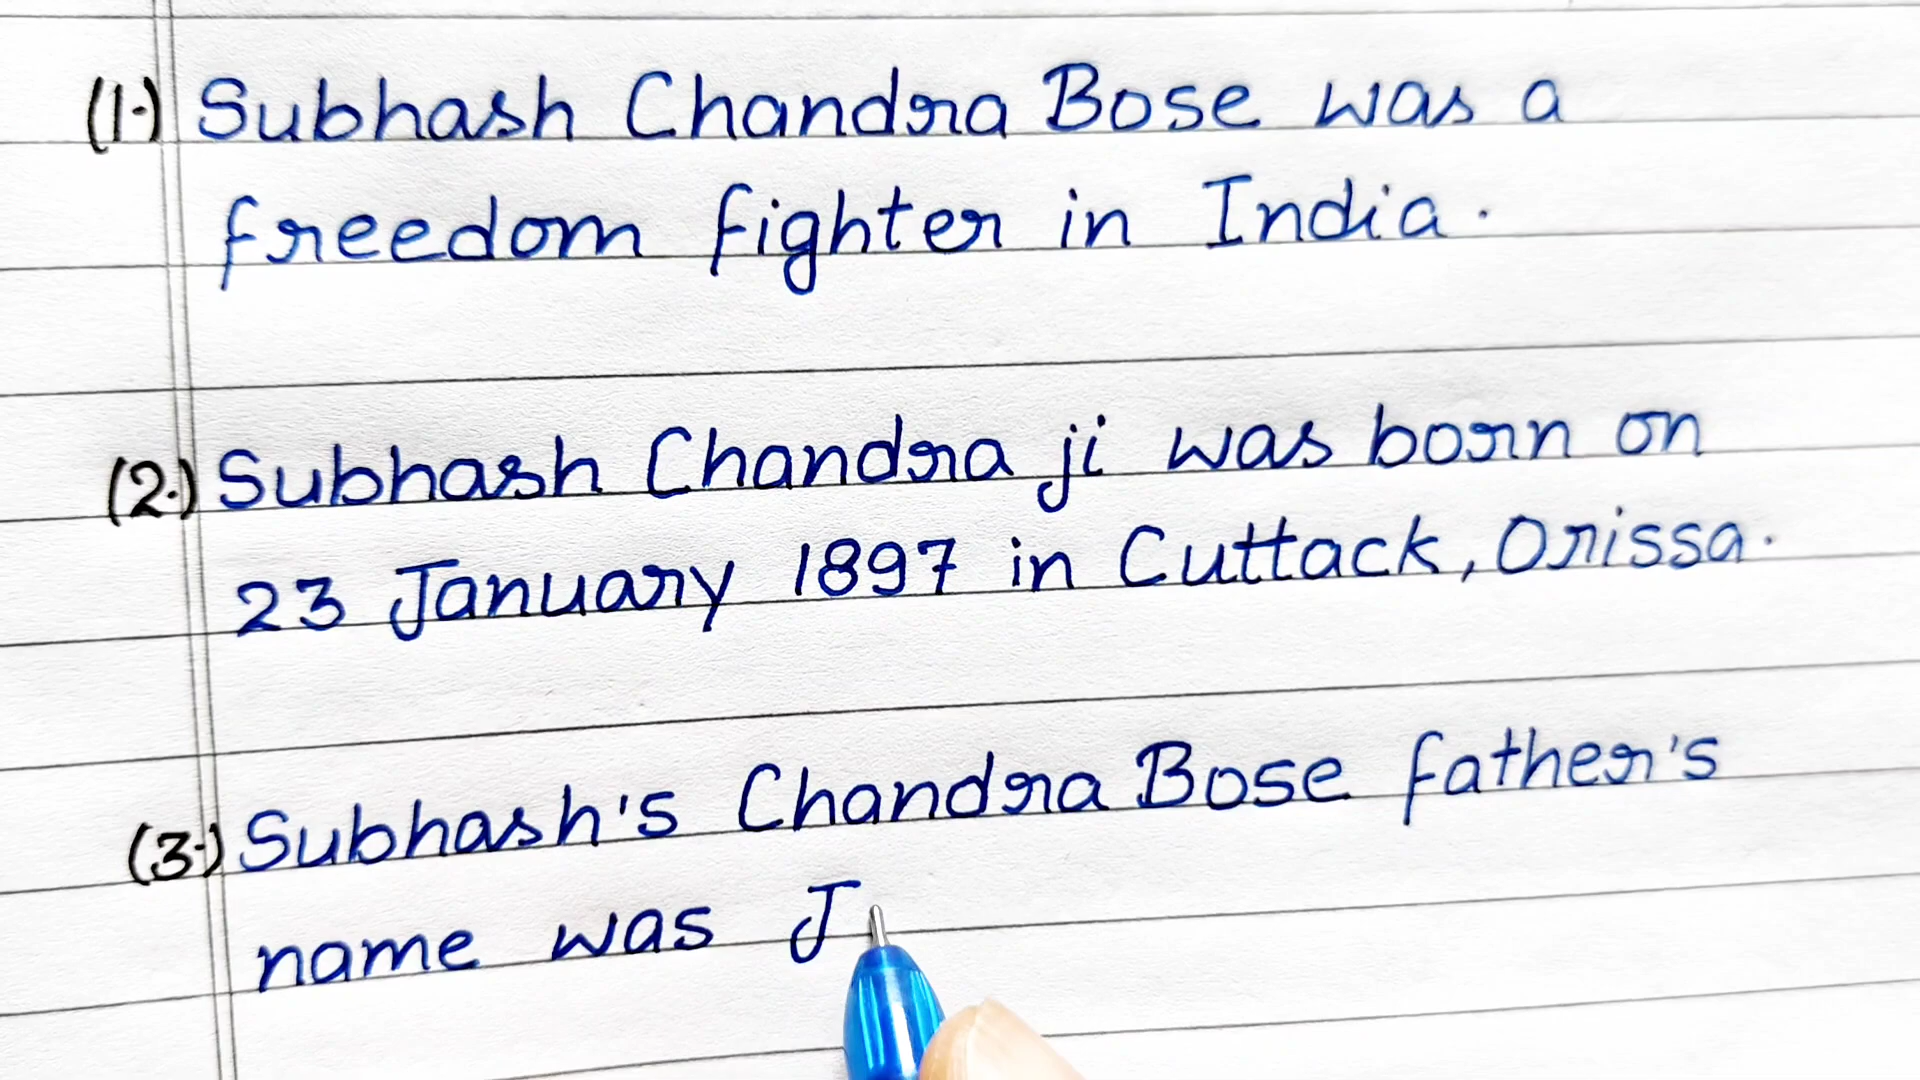 (1.) Subhash Chandra Bose was a
freedom fighter in India.
(2.) Subhash Chandra ji was born on
23 January 1897 in Cuttack, Orissa.
(3.) Subhash's Chandra Bose father's
name was J